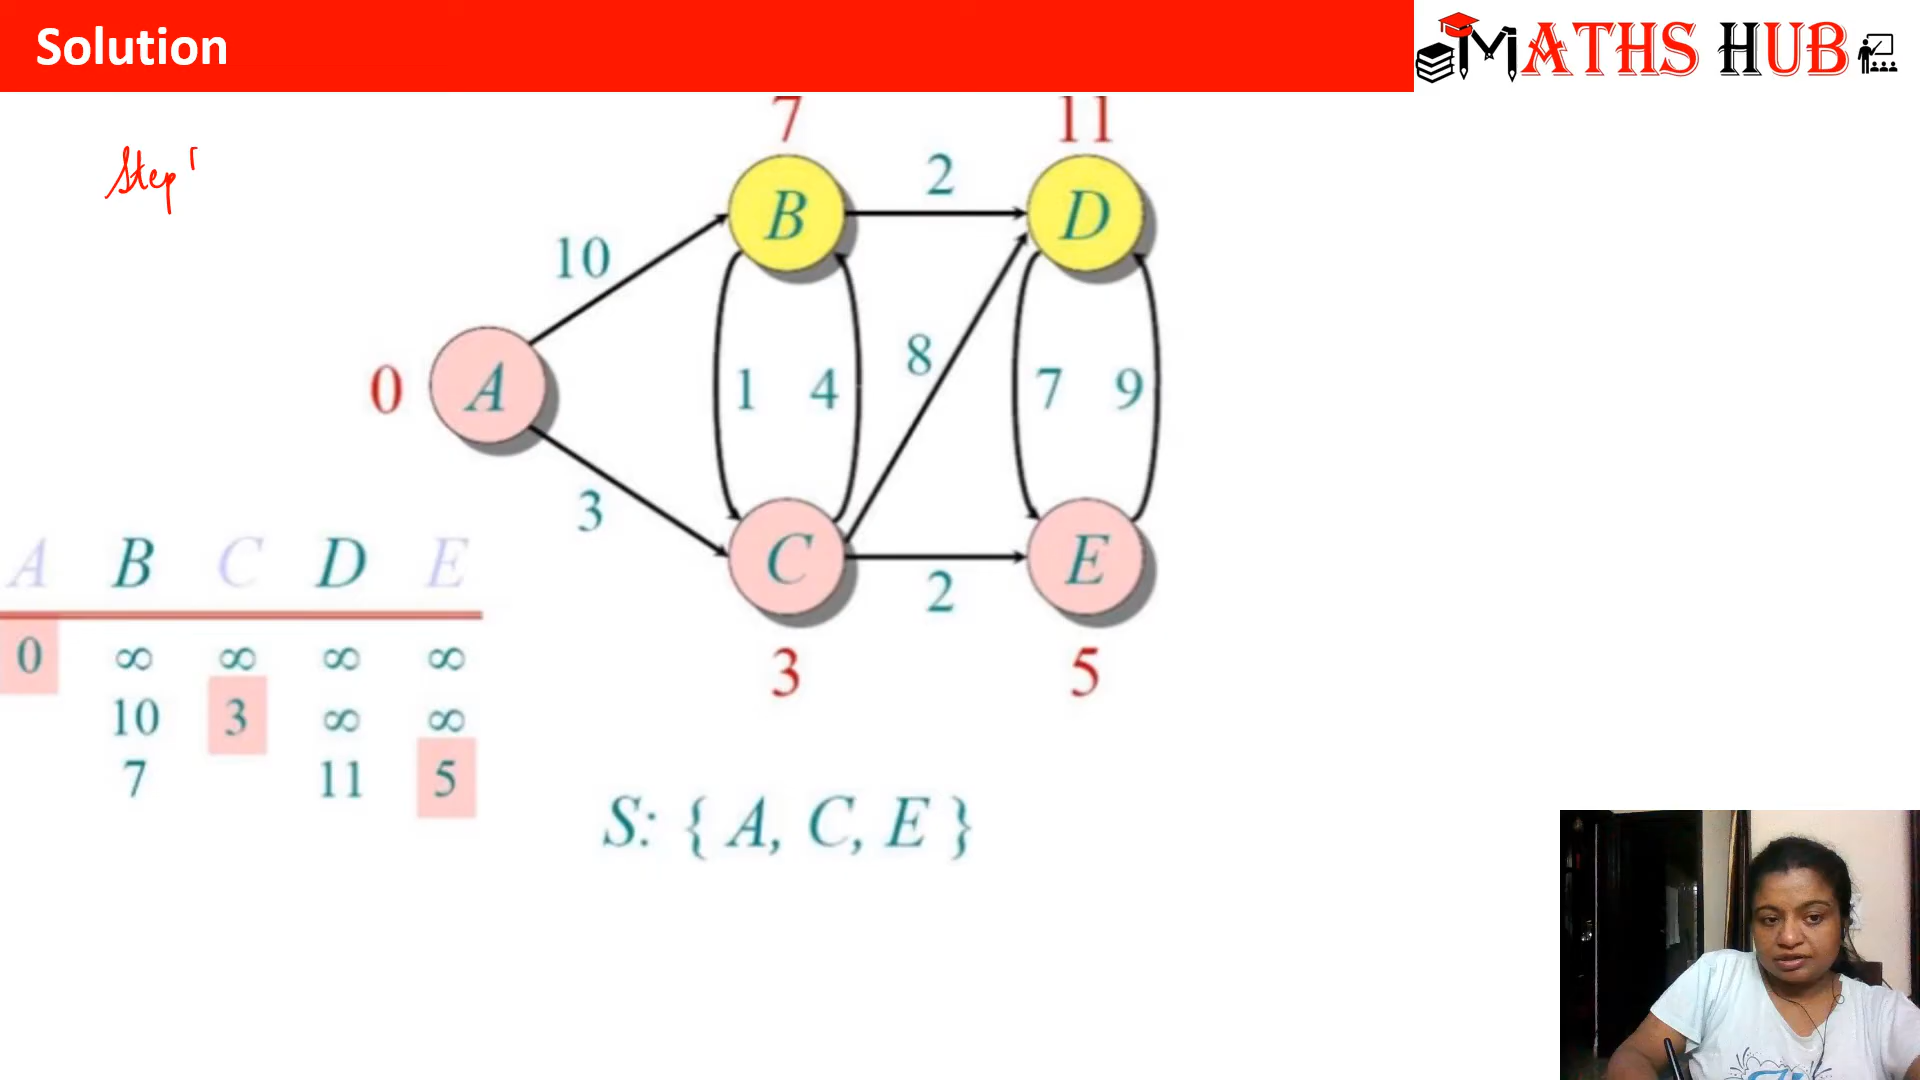 Solution
MATHS HUB
Step
7
11
B
2
D
10
0
A
1
4
8
7
9
3
C
2
E
3
5
A B C D E
0 ∞ ∞ ∞ ∞
10 3 ∞ ∞
7 11 5
S: { A, C, E }